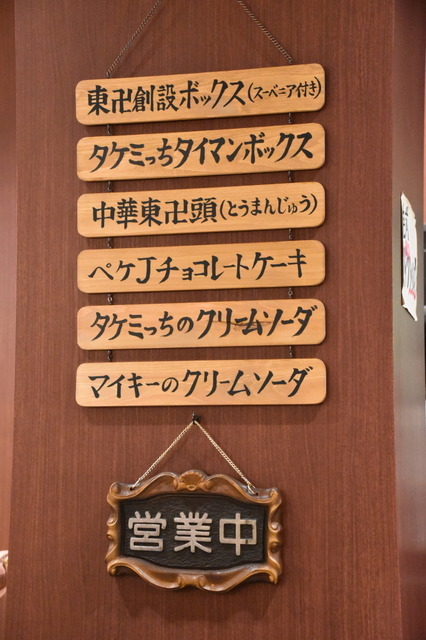 東卍創設ボックス(スーベニア付き)
タケミっちタイマンボックス
中華東卍頭(とうまんじゅう)
ペケJチョコレートケーキ
タケミっちのクリームソーダ
マイキーのクリームソーダ
営業中